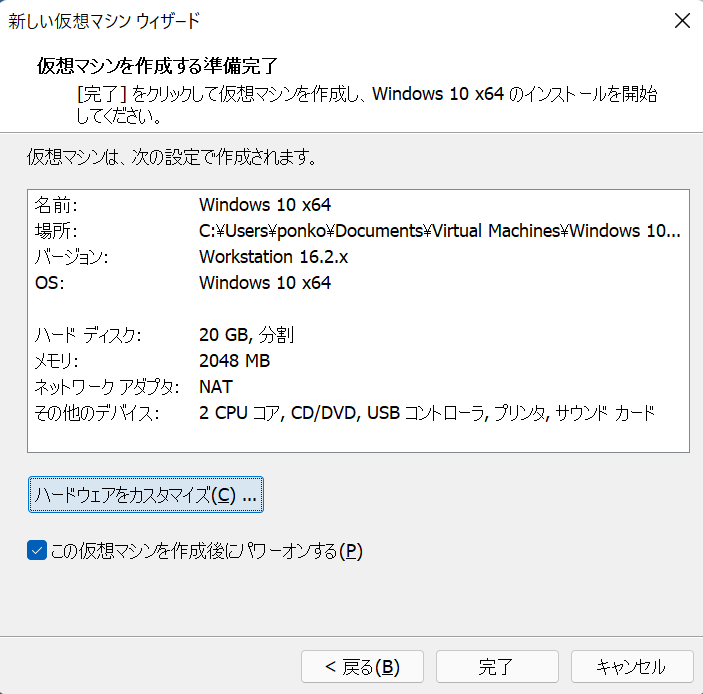 新しい仮想マシン ウィザード
仮想マシンを作成する準備完了
[完了] をクリックして仮想マシンを作成し、Windows 10 x64 のインストールを開始
してください。
仮想マシンは、次の設定で作成されます。
名前: Windows 10 x64
場所: C:¥Users¥ponko¥Documents¥Virtual Machines¥Windows 10...
バージョン: Workstation 16.2.x
OS: Windows 10 x64
ハード ディスク: 20 GB, 分割
メモリ: 2048 MB
ネットワーク アダプタ: NAT
その他のデバイス: 2 CPU コア, CD/DVD, USB コントローラ, プリンタ, サウンド カード
ハードウェアをカスタマイズ(C) ...
この仮想マシンを作成後にパワーオンする(P)
< 戻る(B) 完了 キャンセル